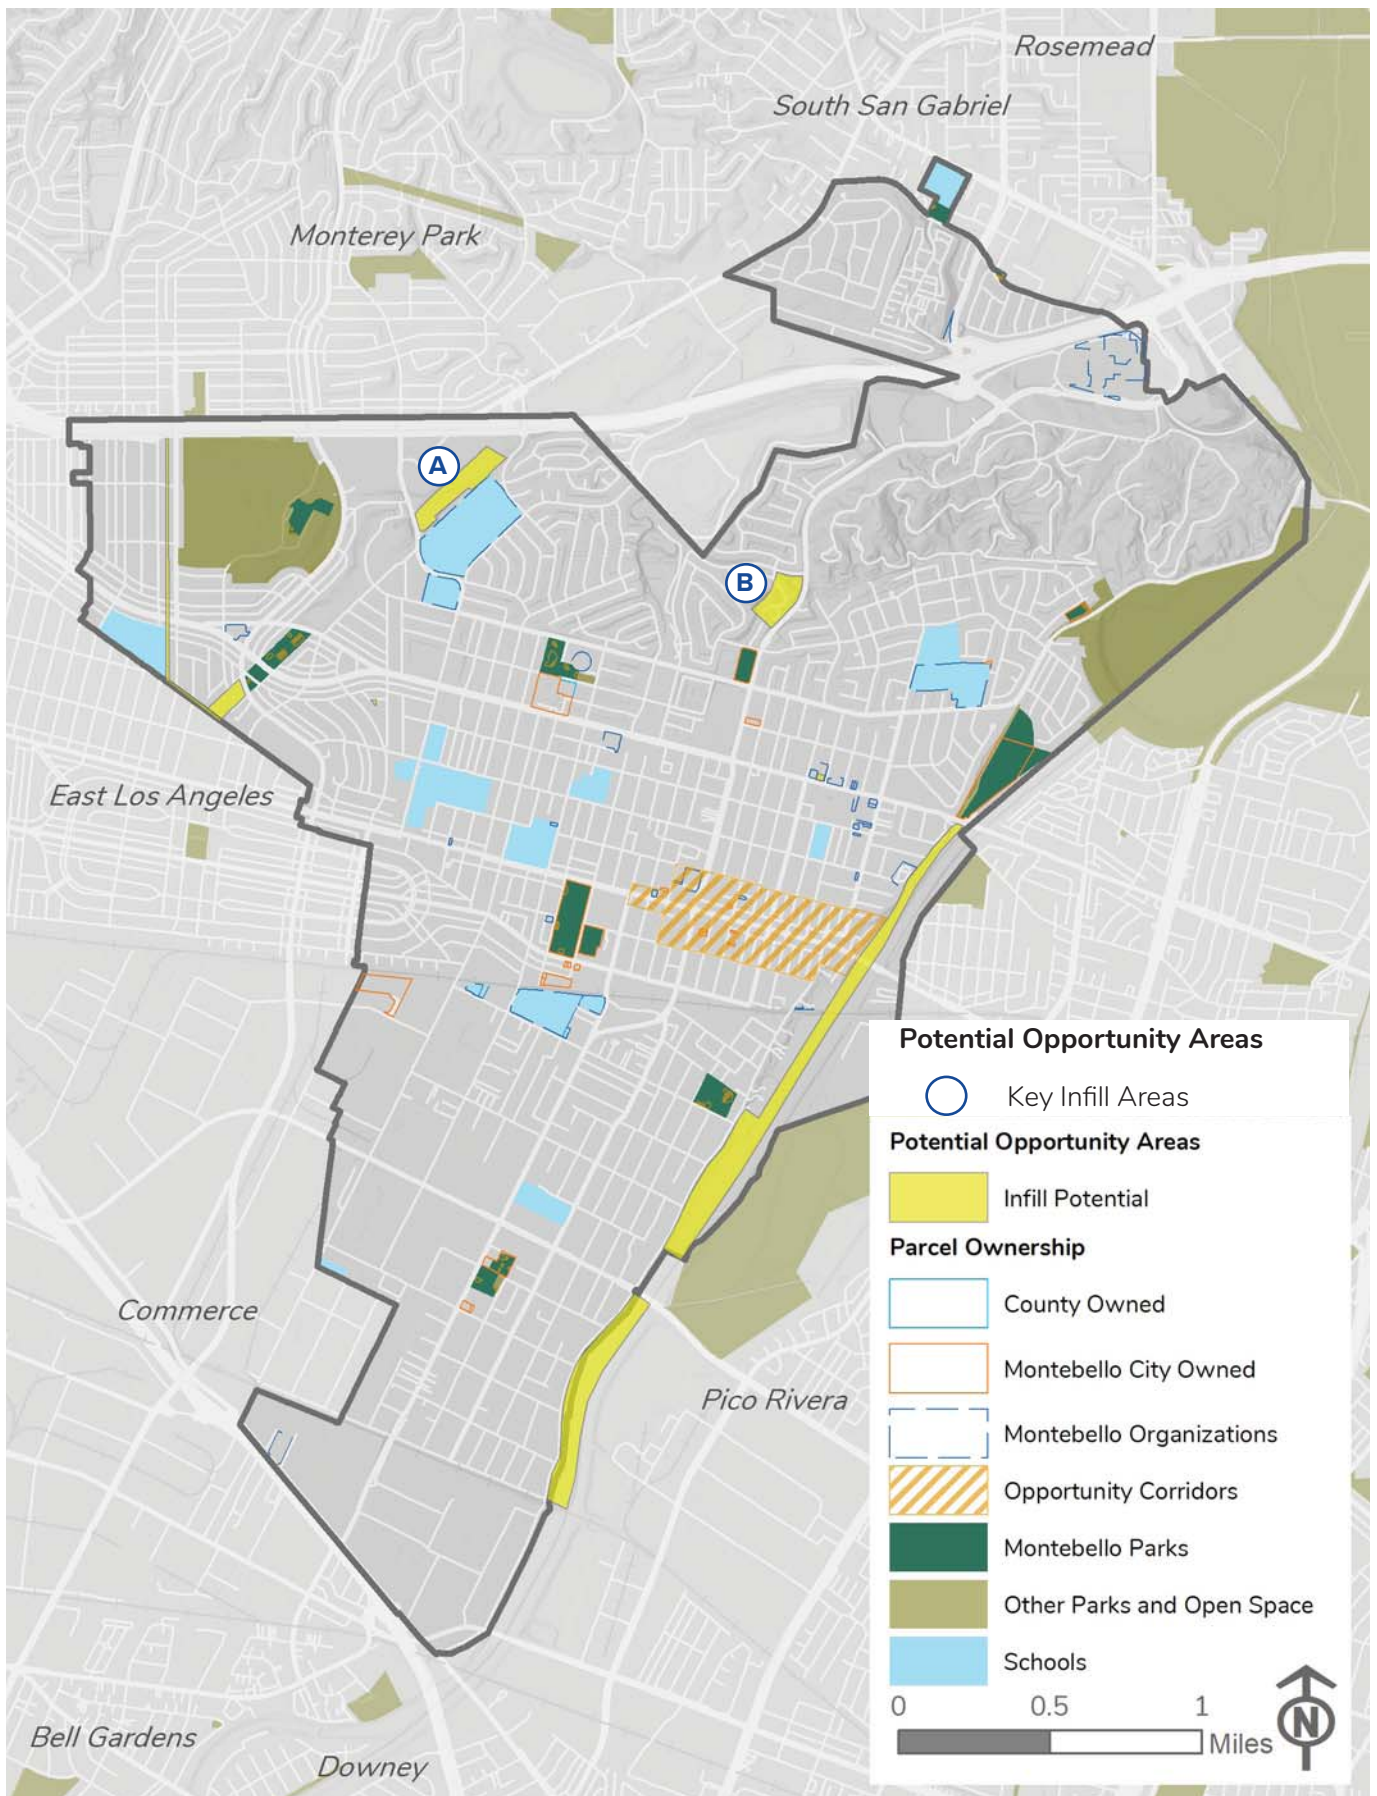 Rosemead
South San Gabriel
Monterey Park
A
B
East Los Angeles
Potential Opportunity Areas
Key Infill Areas
Potential Opportunity Areas
Infill Potential
Parcel Ownership
County Owned
Montebello City Owned
Montebello Organizations
Opportunity Corridors
Montebello Parks
Other Parks and Open Space
Schools
0 0.5 1
Miles
N
Commerce
Pico Rivera
Bell Gardens
Downey